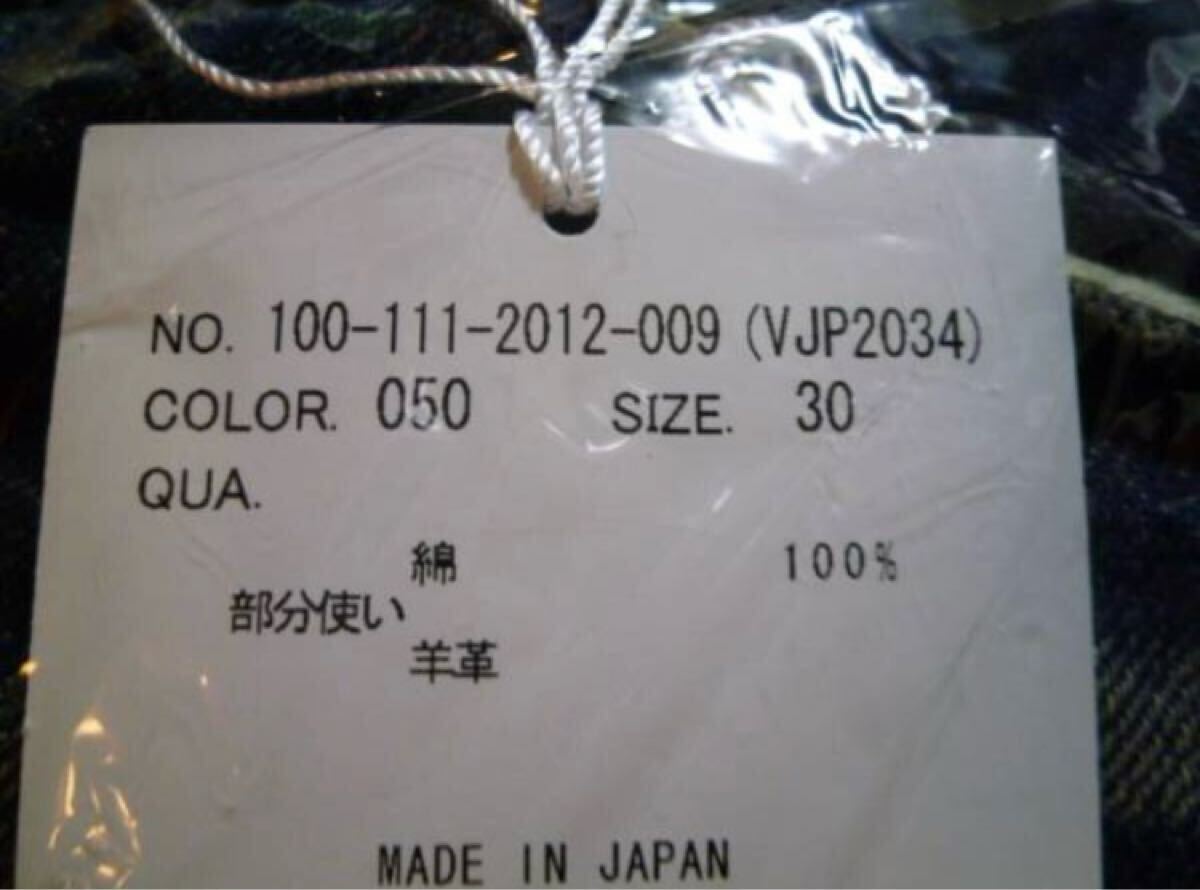 NO. 100-111-2012-009 (VJP2034)
COLOR. 050 SIZE. 30
QUA.
綿 100%
部分使い
羊革
MADE IN JAPAN